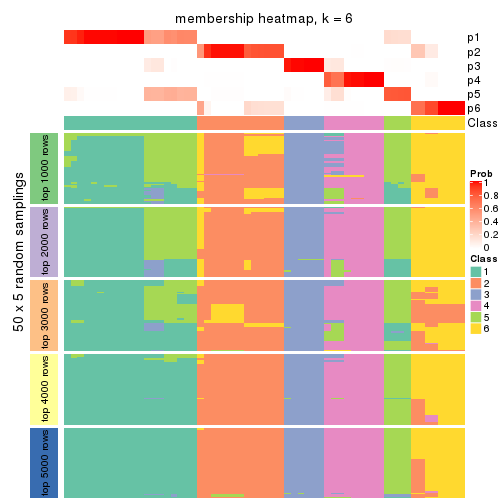 membership heatmap, k = 6
p1
p2
p3
p4
p5
p6
Class
50 x 5 random samplings
top 1000 rows
top 2000 rows
top 3000 rows
top 4000 rows
top 5000 rows
Prob
1
0.8
0.6
0.4
0.2
0
Class
1
2
3
4
5
6